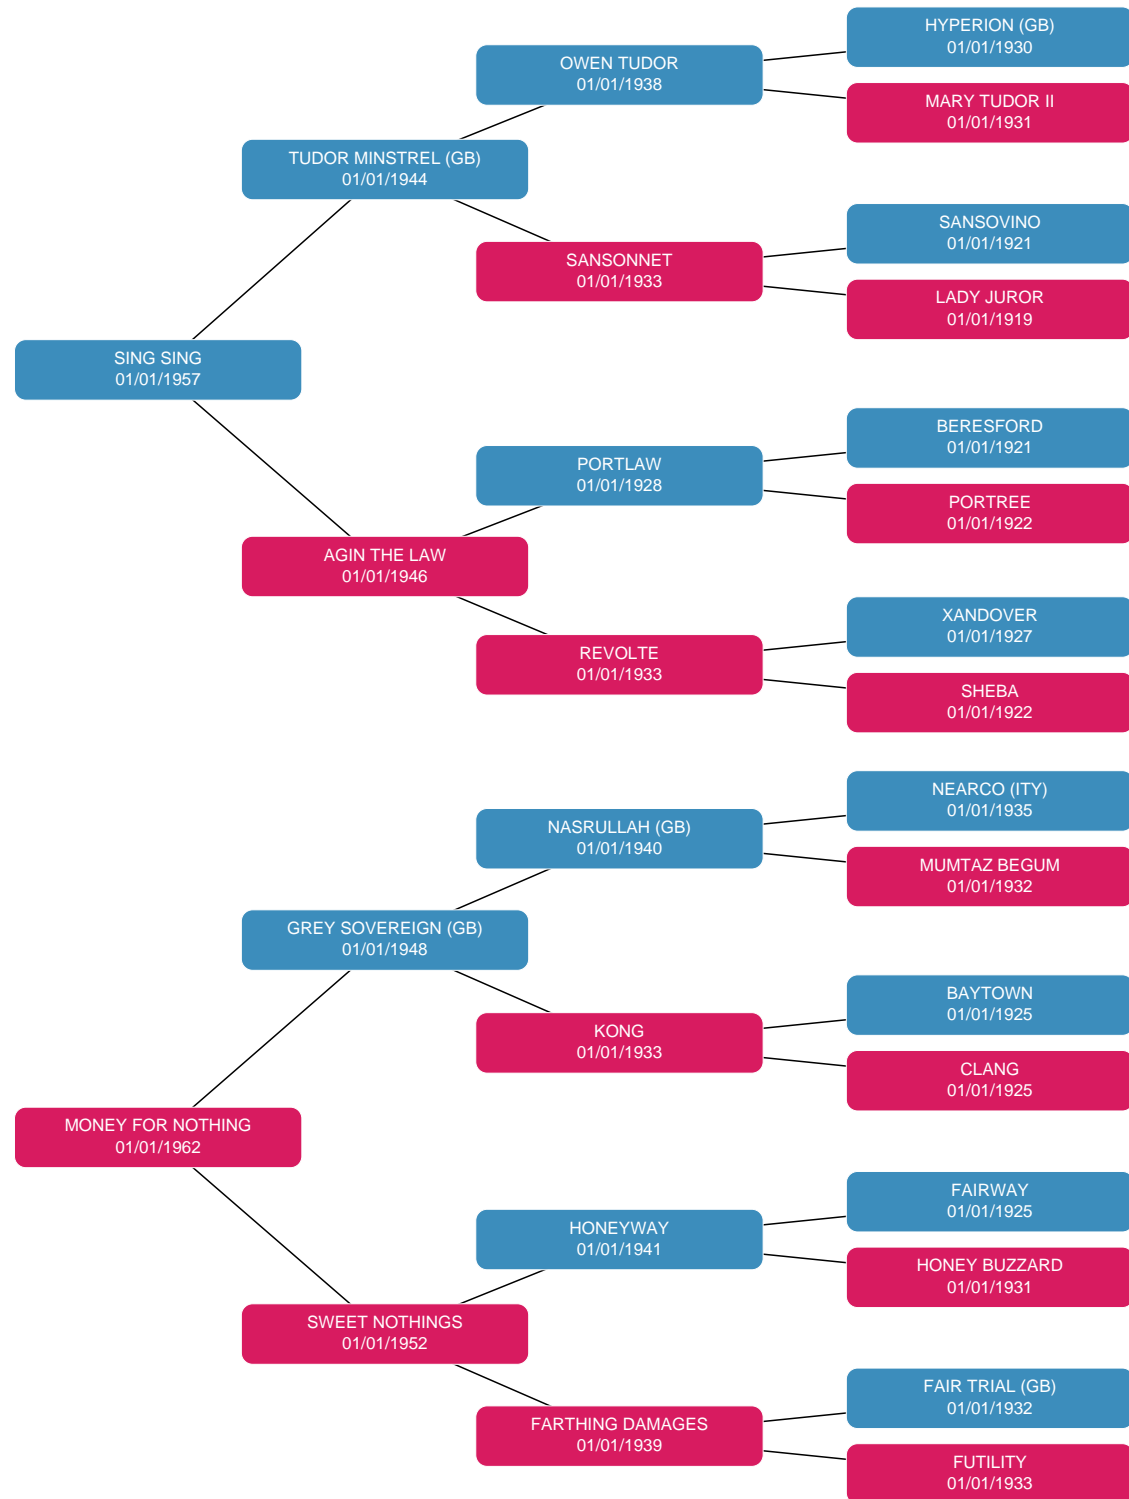 HYPERION (GB)
01/01/1930
OWEN TUDOR
01/01/1938
MARY TUDOR II
01/01/1931
TUDOR MINSTREL (GB)
01/01/1944
SANSOVINO
01/01/1921
SANSONNET
01/01/1933
LADY JUROR
01/01/1919
SING SING
01/01/1957
BERESFORD
01/01/1921
PORTLAW
01/01/1928
PORTREE
01/01/1922
AGIN THE LAW
01/01/1946
XANDOVER
01/01/1927
REVOLTE
01/01/1933
SHEBA
01/01/1922
NEARCO (ITY)
01/01/1935
NASRULLAH (GB)
01/01/1940
MUMTAZ BEGUM
01/01/1932
GREY SOVEREIGN (GB)
01/01/1948
BAYTOWN
01/01/1925
KONG
01/01/1933
CLANG
01/01/1925
MONEY FOR NOTHING
01/01/1962
FAIRWAY
01/01/1925
HONEYWAY
01/01/1941
HONEY BUZZARD
01/01/1931
SWEET NOTHINGS
01/01/1952
FAIR TRIAL (GB)
01/01/1932
FARTHING DAMAGES
01/01/1939
FUTILITY
01/01/1933